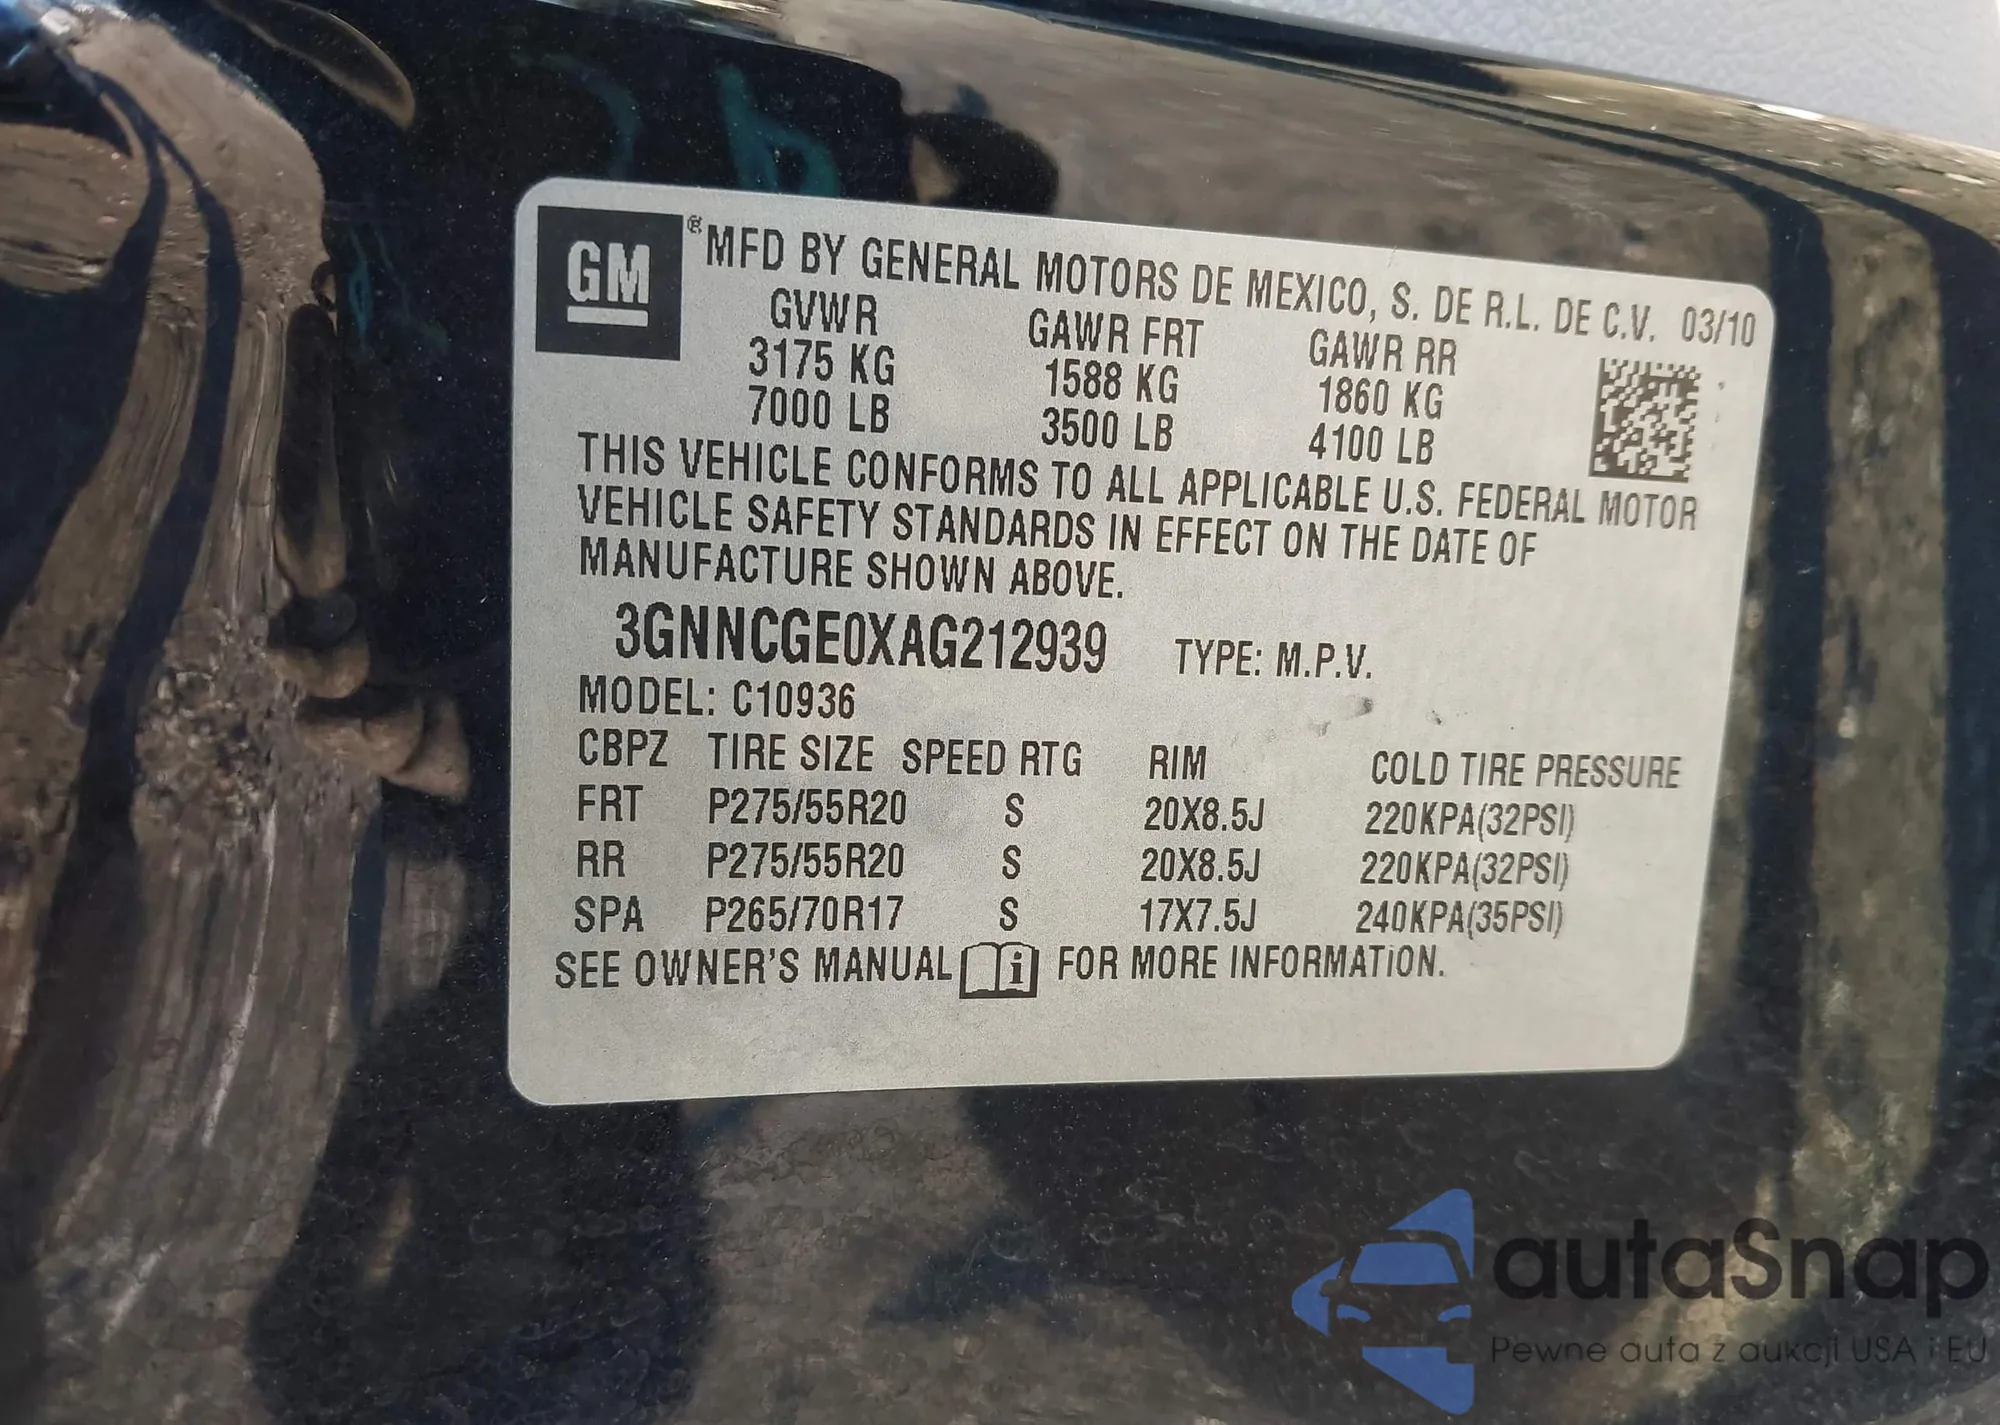 GM ® MFD BY GENERAL MOTORS DE MEXICO, S. DE R.L. DE C.V. 03/10
GVWR GAWR FRT GAWR RR
3175 KG 1588 KG 1860 KG
7000 LB 3500 LB 4100 LB
THIS VEHICLE CONFORMS TO ALL APPLICABLE U.S. FEDERAL MOTOR
VEHICLE SAFETY STANDARDS IN EFFECT ON THE DATE OF
MANUFACTURE SHOWN ABOVE.
3GNNCGE0XAG212939 TYPE: M.P.V.
MODEL: C10936
CBPZ TIRE SIZE SPEED RTG RIM COLD TIRE PRESSURE
FRT P275/55R20 S 20X8.5J 220KPA(32PSI)
RR P275/55R20 S 20X8.5J 220KPA(32PSI)
SPA P265/70R17 S 17X7.5J 240KPA(35PSI)
SEE OWNER'S MANUAL i FOR MORE INFORMATION.
autaSnap
Pewne auta z aukcji USA i EU